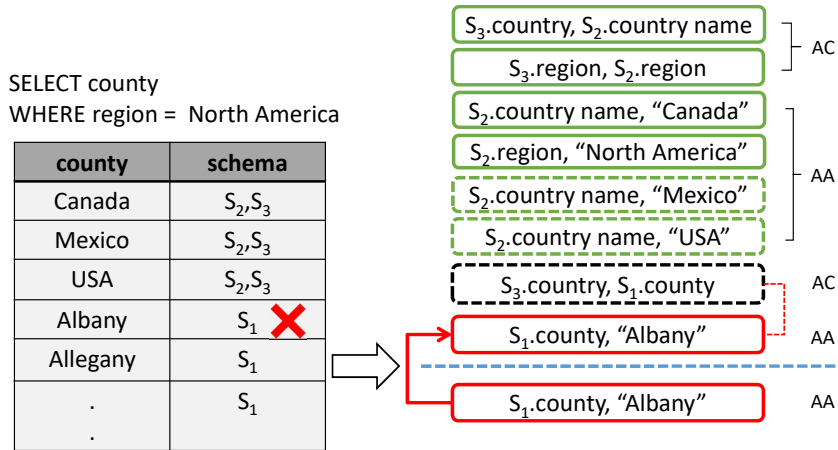 SELECT county
WHERE region = North America
county schema
Canada S₂,S₃
Mexico S₂,S₃
USA S₂,S₃
Albany S₁
Allegany S₁
. S₁
.
S₃.country, S₂.country name
S₃.region, S₂.region
AC
S₂.country name, “Canada”
S₂.region, “North America”
S₂.country name, “Mexico”
S₂.country name, “USA”
AA
S₃.country, S₁.county AC
S₁.county, “Albany” AA
S₁.county, “Albany” AA